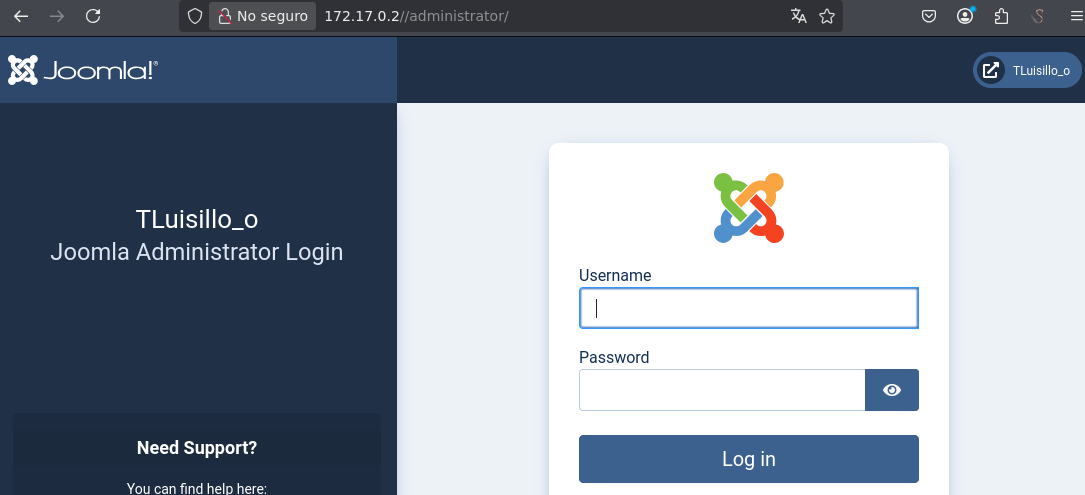 No seguro 172.17.0.2//administrator/
Joomla!®
TLuisillo_o
TLuisillo_o
Joomla Administrator Login
Username
Password
Log in
Need Support?
You can find help here: